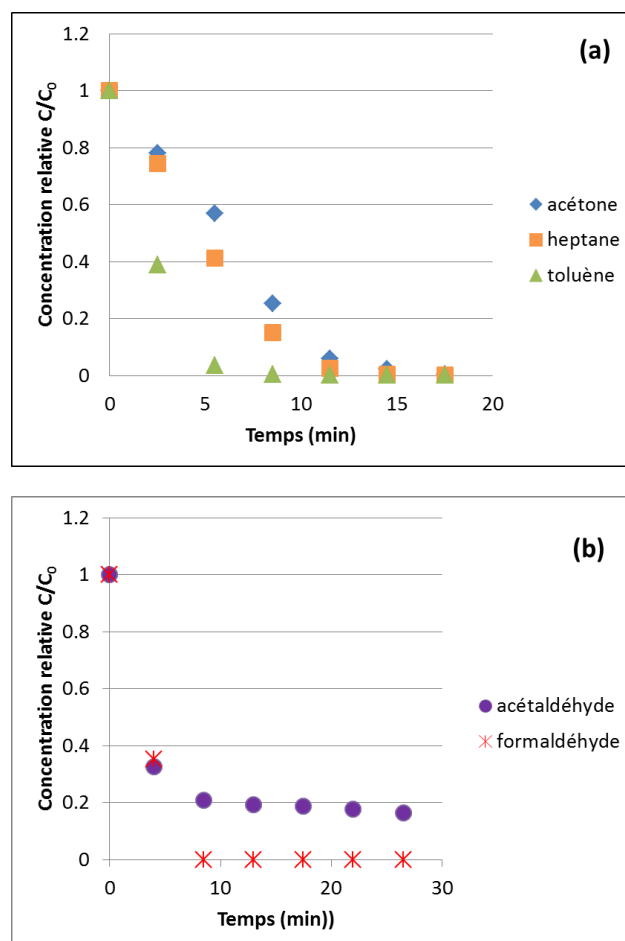 (a)
Concentration relative C/C₀
1.2
1
0.8
0.6
0.4
0.2
0
0 5 10 15 20
Temps (min)
acétone
heptane
toluène
(b)
Concentration relative C/C₀
1.2
1
0.8
0.6
0.4
0.2
0
0 10 20 30
Temps (min))
acétaldéhyde
formaldéhyde